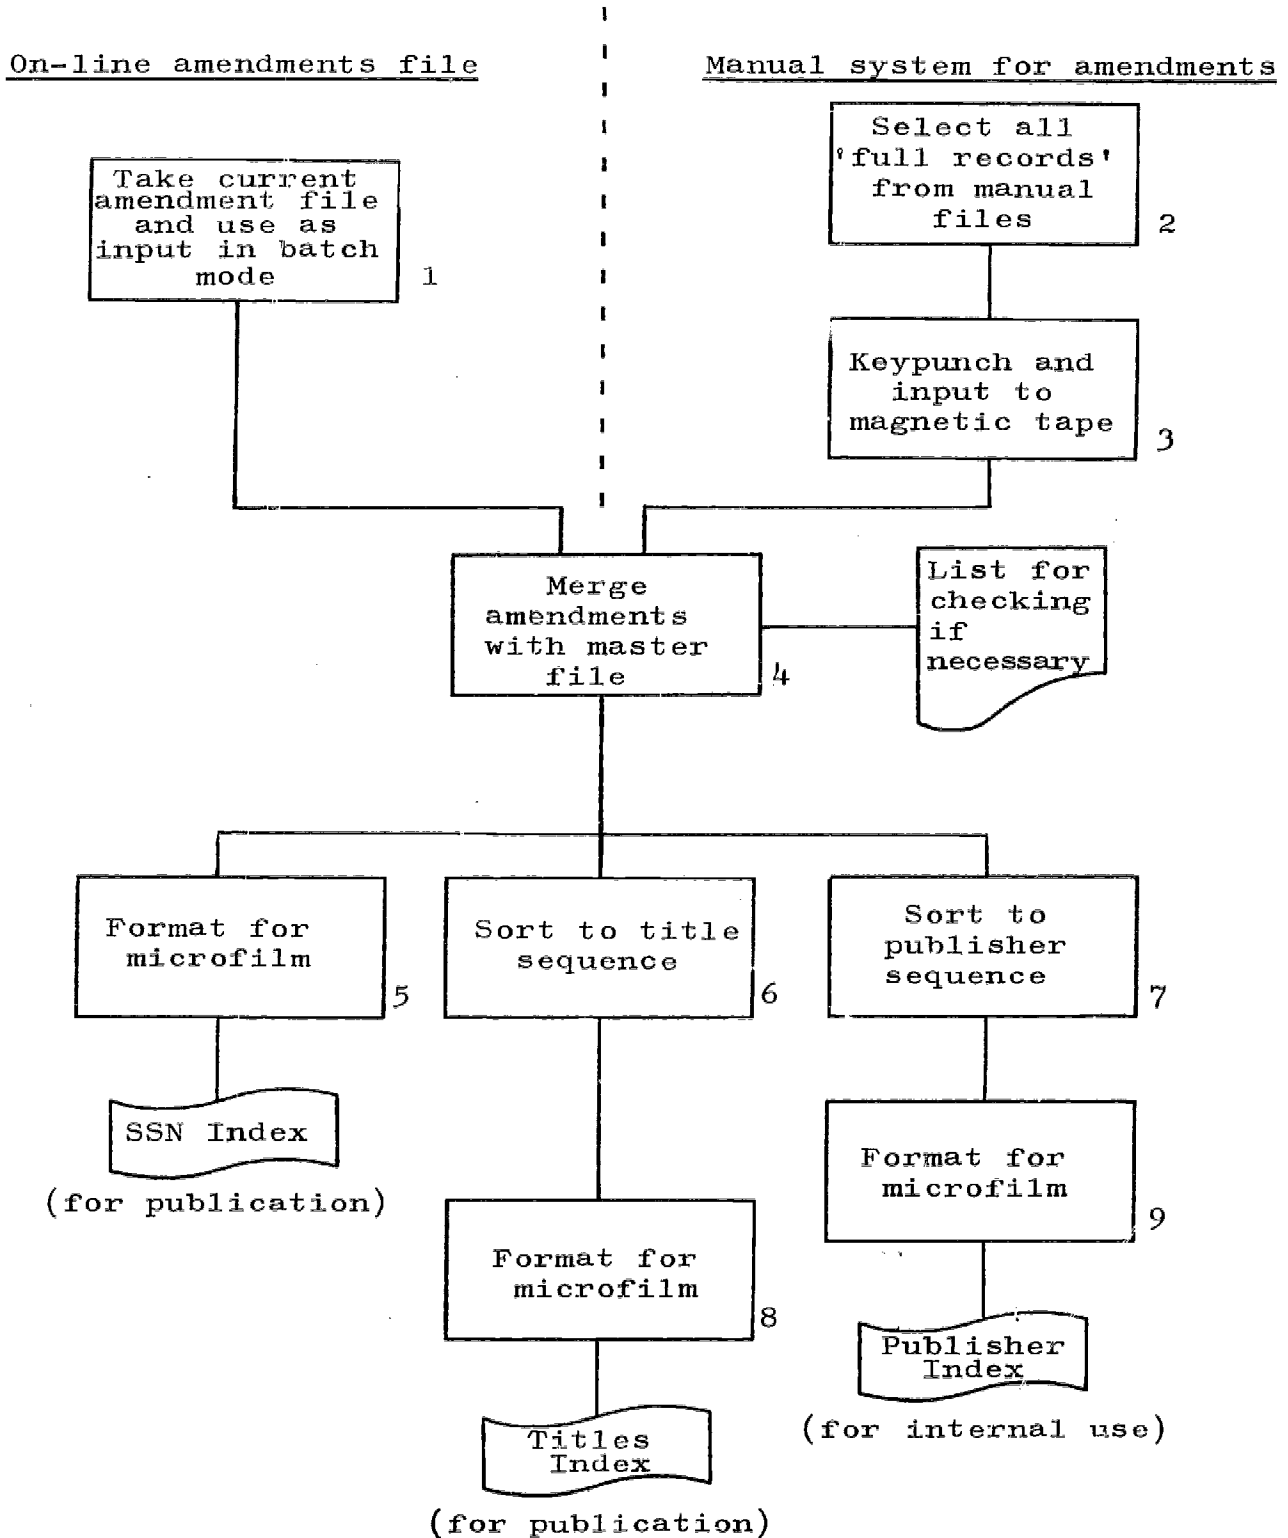 On-line amendments file
Manual system for amendments
Take current
amendment file
and use as
input in batch
mode
1
Select all
'full records'
from manual
files
2
Keypunch and
input to
magnetic tape
3
Merge
amendments
with master
file
4
List for
checking
if
necessary
Format for
microfilm
5
Sort to title
sequence
6
Sort to
publisher
sequence
7
SSN Index
(for publication)
Format for
microfilm
8
Format for
microfilm
9
Titles
Index
(for publication)
Publisher
Index
(for internal use)